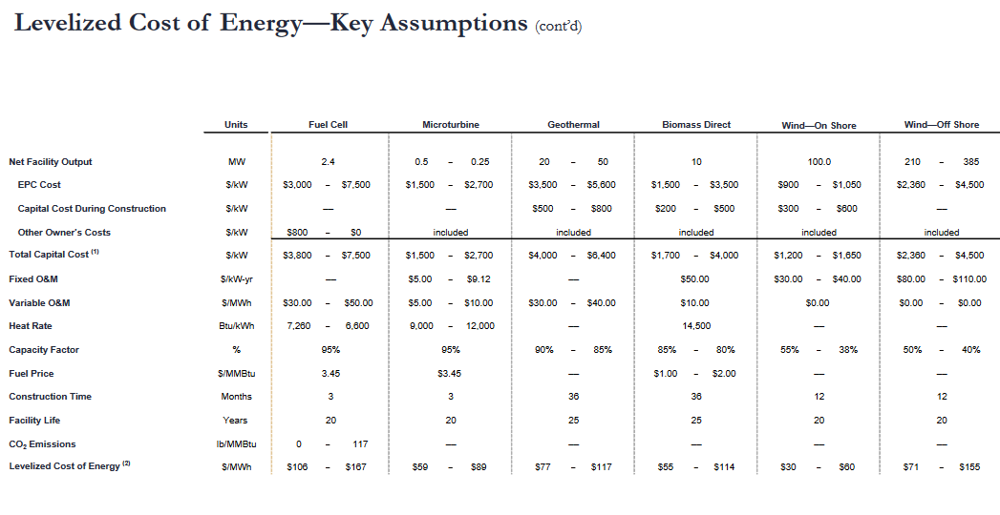 Levelized Cost of Energy—Key Assumptions (cont'd)
Units Fuel Cell Microturbine Geothermal Biomass Direct Wind—On Shore Wind—Off Shore
Net Facility Output MW 2.4 0.5 – 0.25 20 – 50 10 100.0 210 – 385
EPC Cost $/kW $3,000 – $7,500 $1,500 – $2,700 $3,500 – $5,600 $1,500 – $3,500 $900 – $1,050 $2,360 – $4,500
Capital Cost During Construction $/kW — — $500 – $800 $200 – $500 $300 – $600 —
Other Owner's Costs $/kW $800 – $0 included included included included included
Total Capital Cost (1) $/kW $3,800 – $7,500 $1,500 – $2,700 $4,000 – $6,400 $1,700 – $4,000 $1,200 – $1,650 $2,360 – $4,500
Fixed O&M $/kW-yr — $5.00 – $9.12 — $50.00 $30.00 – $40.00 $80.00 – $110.00
Variable O&M $/MWh $30.00 – $50.00 $5.00 – $10.00 $30.00 – $40.00 $10.00 $0.00 $0.00 – $0.00
Heat Rate Btu/kWh 7,260 – 6,600 9,000 – 12,000 — 14,500 — —
Capacity Factor % 95% 95% 90% – 85% 85% – 80% 55% – 38% 50% – 40%
Fuel Price $/MMBtu 3.45 $3.45 — $1.00 – $2.00 — —
Construction Time Months 3 3 36 36 12 12
Facility Life Years 20 20 25 25 20 20
CO₂ Emissions lb/MMBtu 0 – 117 — — — — —
Levelized Cost of Energy (2) $/MWh $106 – $167 $59 – $89 $77 – $117 $55 – $114 $30 – $60 $71 – $155